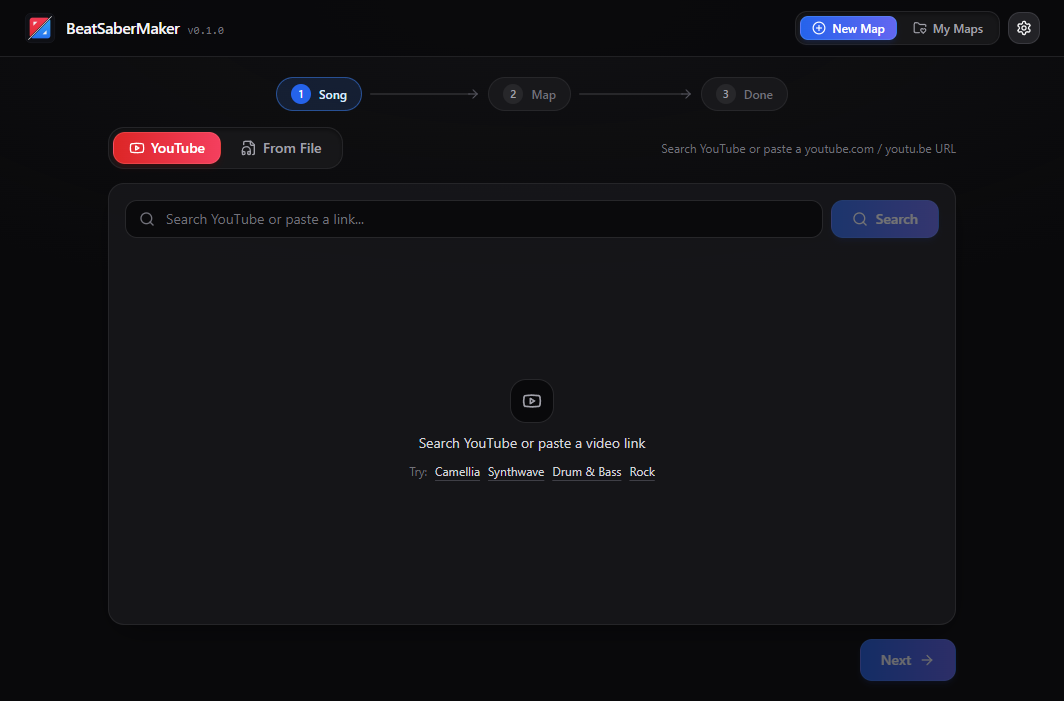 BeatSaberMaker v0.1.0
New Map My Maps
1 Song 2 Map 3 Done
YouTube From File
Search YouTube or paste a youtube.com / youtu.be URL
Search YouTube or paste a link...
Search
Search YouTube or paste a video link
Try: Camellia Synthwave Drum & Bass Rock
Next